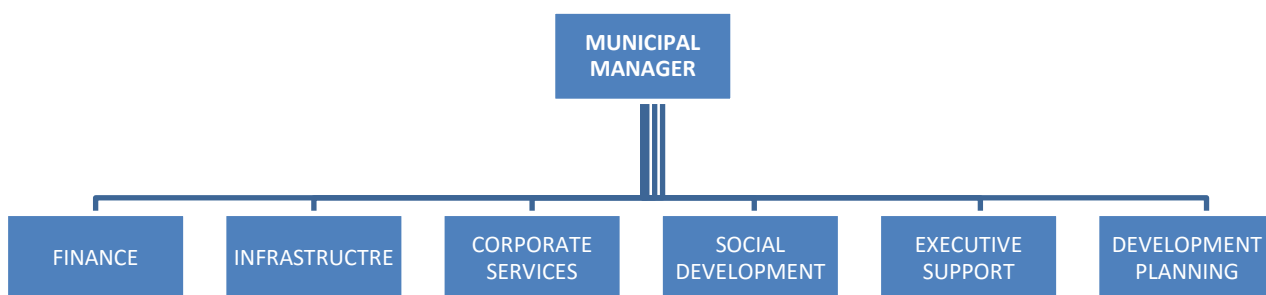 MUNICIPAL
MANAGER
FINANCE
INFRASTRUCTRE
CORPORATE
SERVICES
SOCIAL
DEVELOPMENT
EXECUTIVE
SUPPORT
DEVELOPMENT
PLANNING